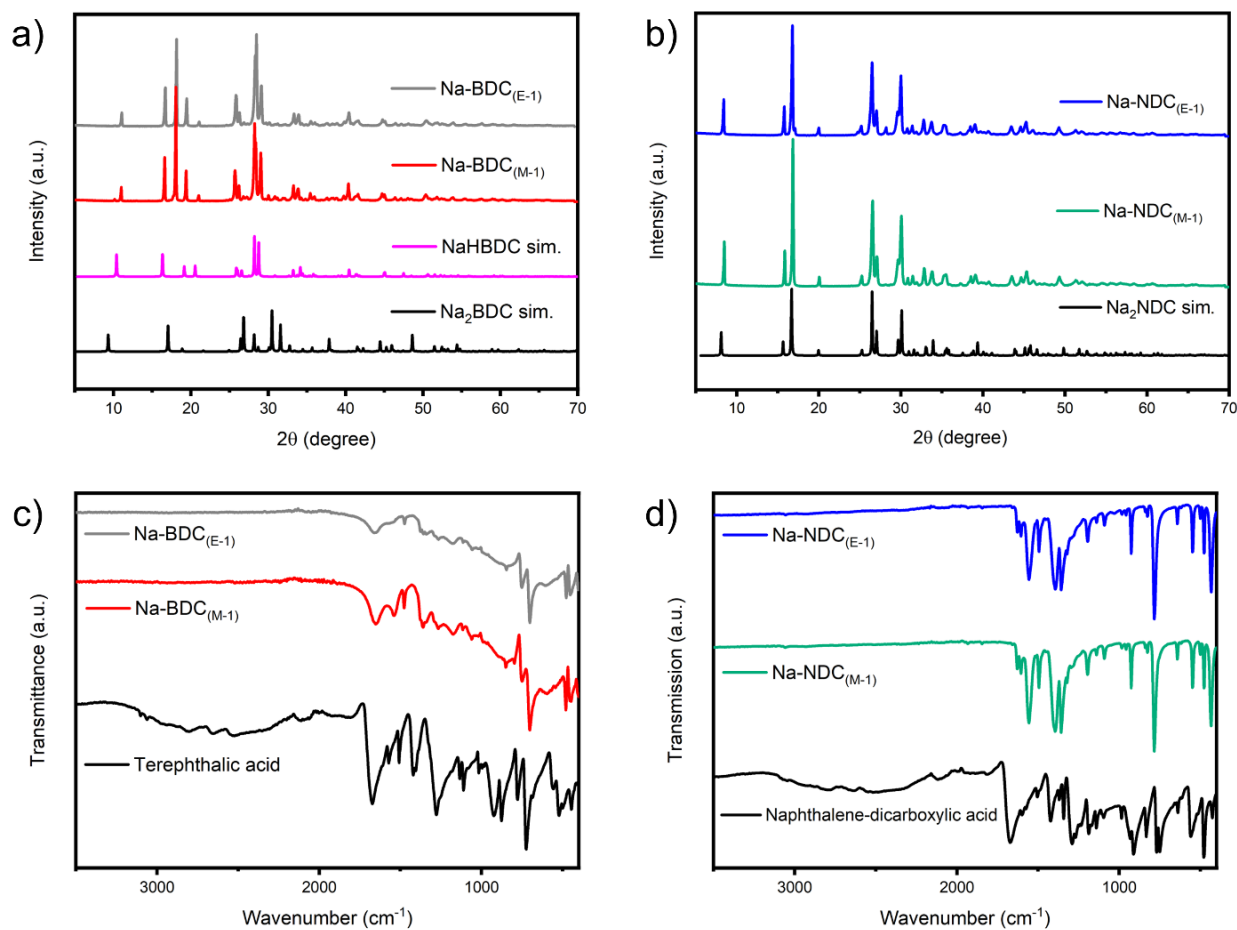 a)
Intensity (a.u.)
Na-BDC(E-1)
Na-BDC(M-1)
NaHBDC sim.
Na2BDC sim.
10 20 30 40 50 60 70
2θ (degree)
b)
Intensity (a.u.)
Na-NDC(E-1)
Na-NDC(M-1)
Na2NDC sim.
10 20 30 40 50 60 70
2θ (degree)
c)
Transmittance (a.u.)
Na-BDC(E-1)
Na-BDC(M-1)
Terephthalic acid
3000 2000 1000
Wavenumber (cm-1)
d)
Transmission (a.u.)
Na-NDC(E-1)
Na-NDC(M-1)
Naphthalene-dicarboxylic acid
3000 2000 1000
Wavenumber (cm-1)